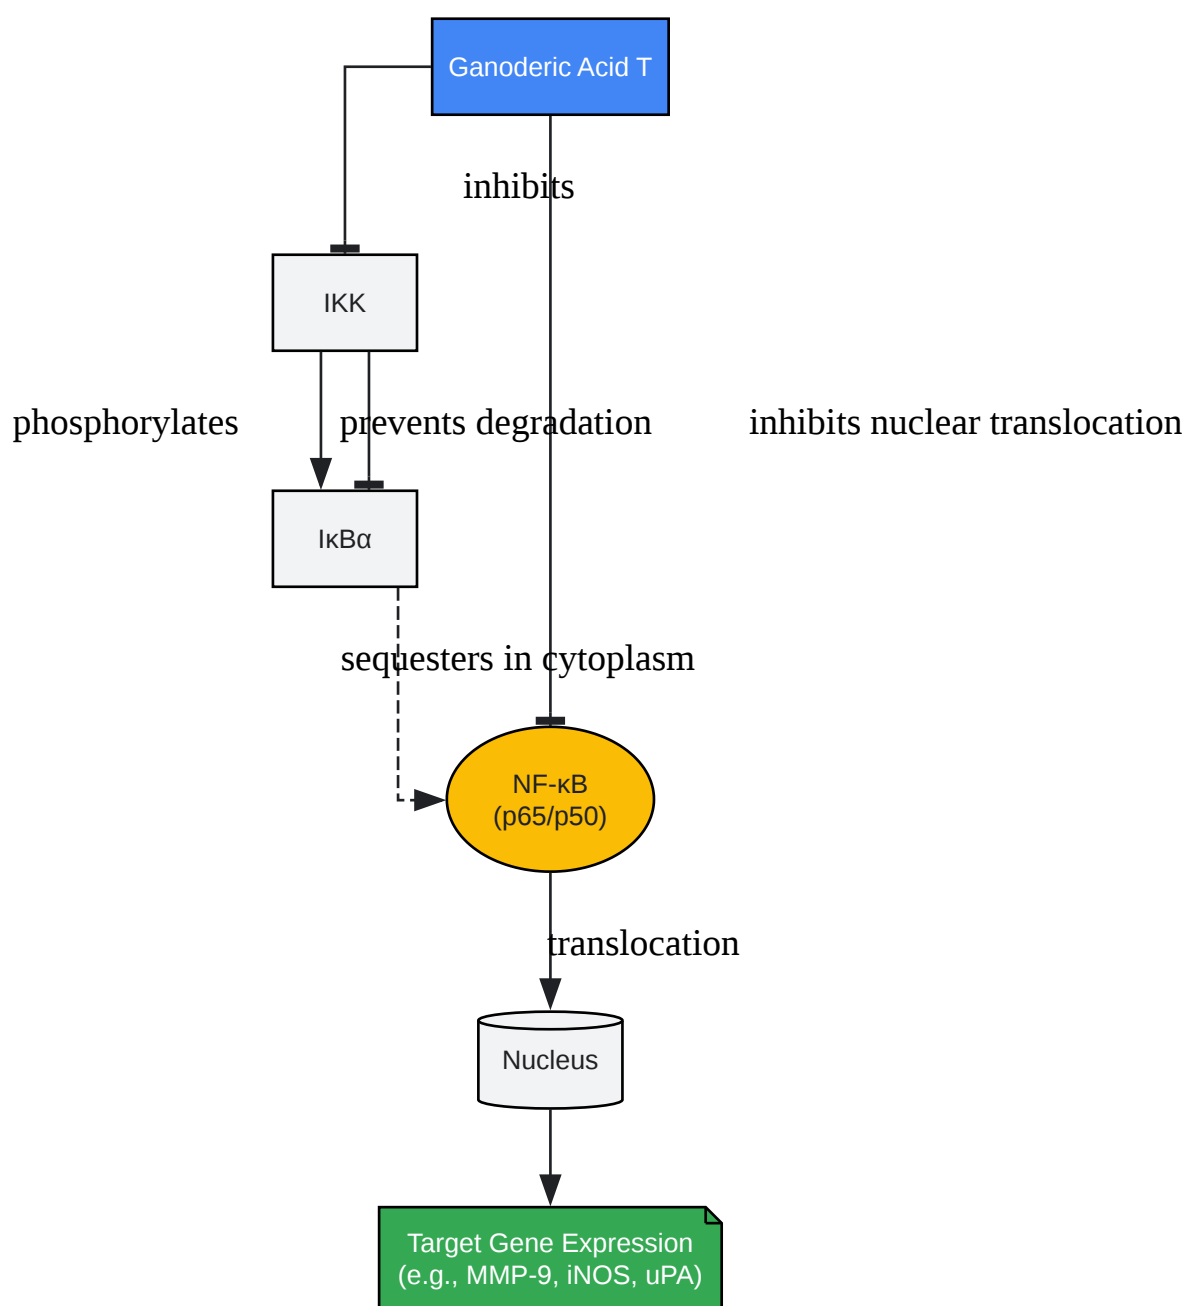 Ganoderic Acid T
inhibits
IKK
phosphorylates
prevents degradation
inhibits nuclear translocation
IκBα
sequesters in cytoplasm
NF-κB
(p65/p50)
translocation
Nucleus
Target Gene Expression
(e.g., MMP-9, iNOS, uPA)